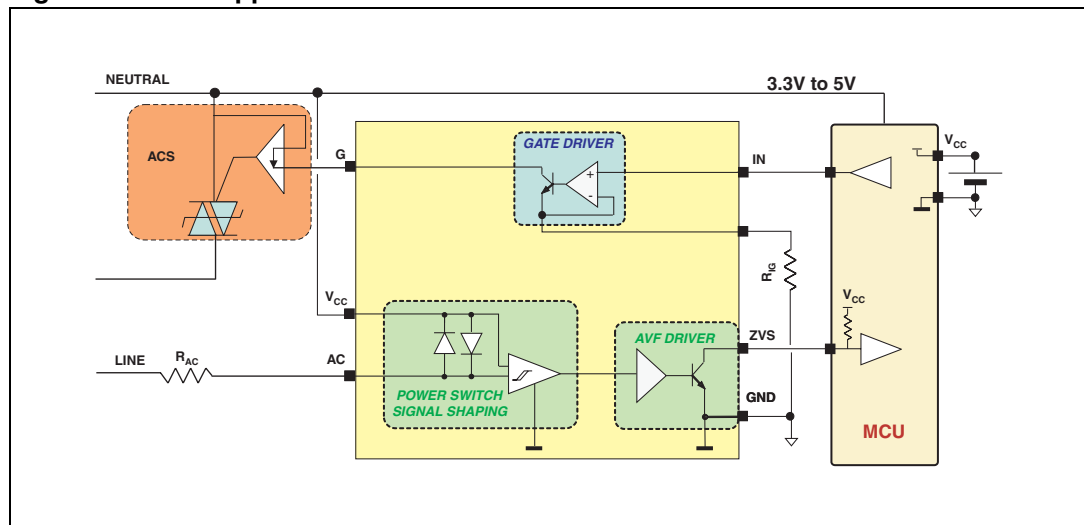 NEUTRAL
3.3V to 5V
ACS
G
GATE DRIVER
+
-
IN
VCC
RIG
VCC
VCC
LINE
RAC
AC
POWER SWITCH
SIGNAL SHAPING
AVF DRIVER
ZVS
GND
MCU